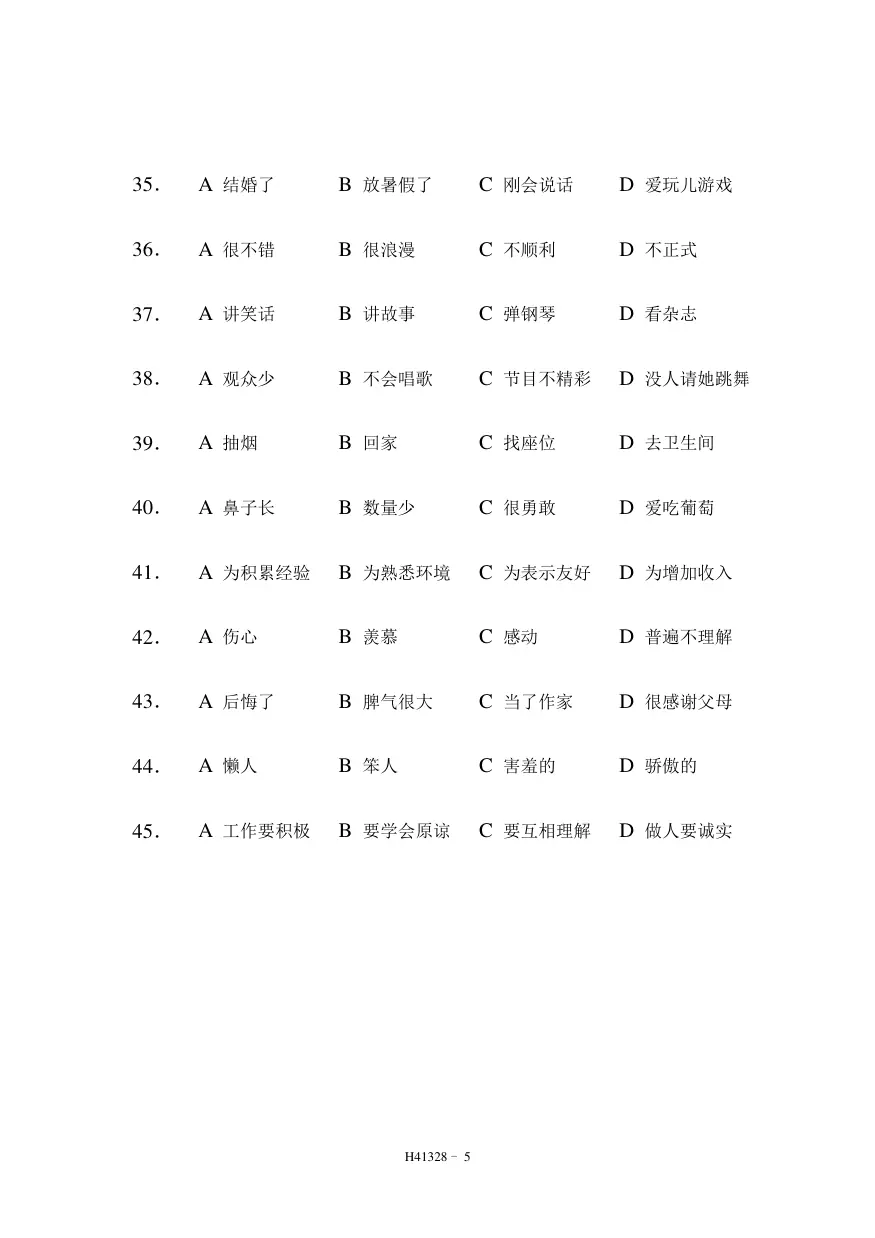 35． A 结婚了 B 放暑假了 C 刚会说话 D 爱玩儿游戏
36． A 很不错 B 很浪漫 C 不顺利 D 不正式
37． A 讲笑话 B 讲故事 C 弹钢琴 D 看杂志
38． A 观众少 B 不会唱歌 C 节目不精彩 D 没人请她跳舞
39． A 抽烟 B 回家 C 找座位 D 去卫生间
40． A 鼻子长 B 数量少 C 很勇敢 D 爱吃葡萄
41． A 为积累经验 B 为熟悉环境 C 为表示友好 D 为增加收入
42． A 伤心 B 羡慕 C 感动 D 普遍不理解
43． A 后悔了 B 脾气很大 C 当了作家 D 很感谢父母
44． A 懒人 B 笨人 C 害羞的 D 骄傲的
45． A 工作要积极 B 要学会原谅 C 要互相理解 D 做人要诚实
H41328－ 5